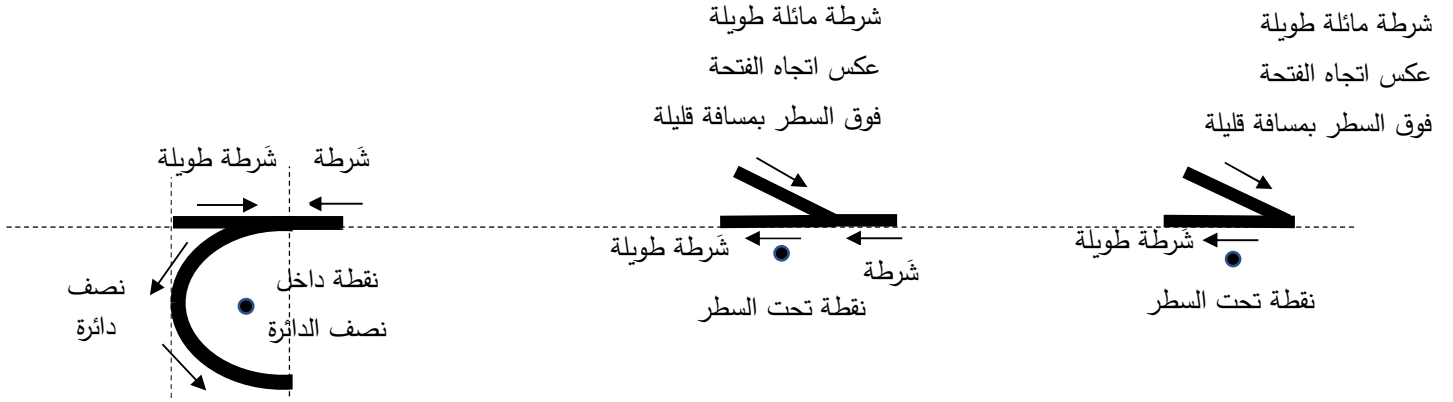 شرطة مائلة طويلة
عكس اتجاه الفتحة
فوق السطر بمسافة قليلة
شَرطة طويلة
نقطة تحت السطر
شرطة مائلة طويلة
عكس اتجاه الفتحة
فوق السطر بمسافة قليلة
شَرطة
شَرطة طويلة
نقطة تحت السطر
شَرطة
شَرطة طويلة
نقطة داخل
نصف الدائرة
نصف
دائرة